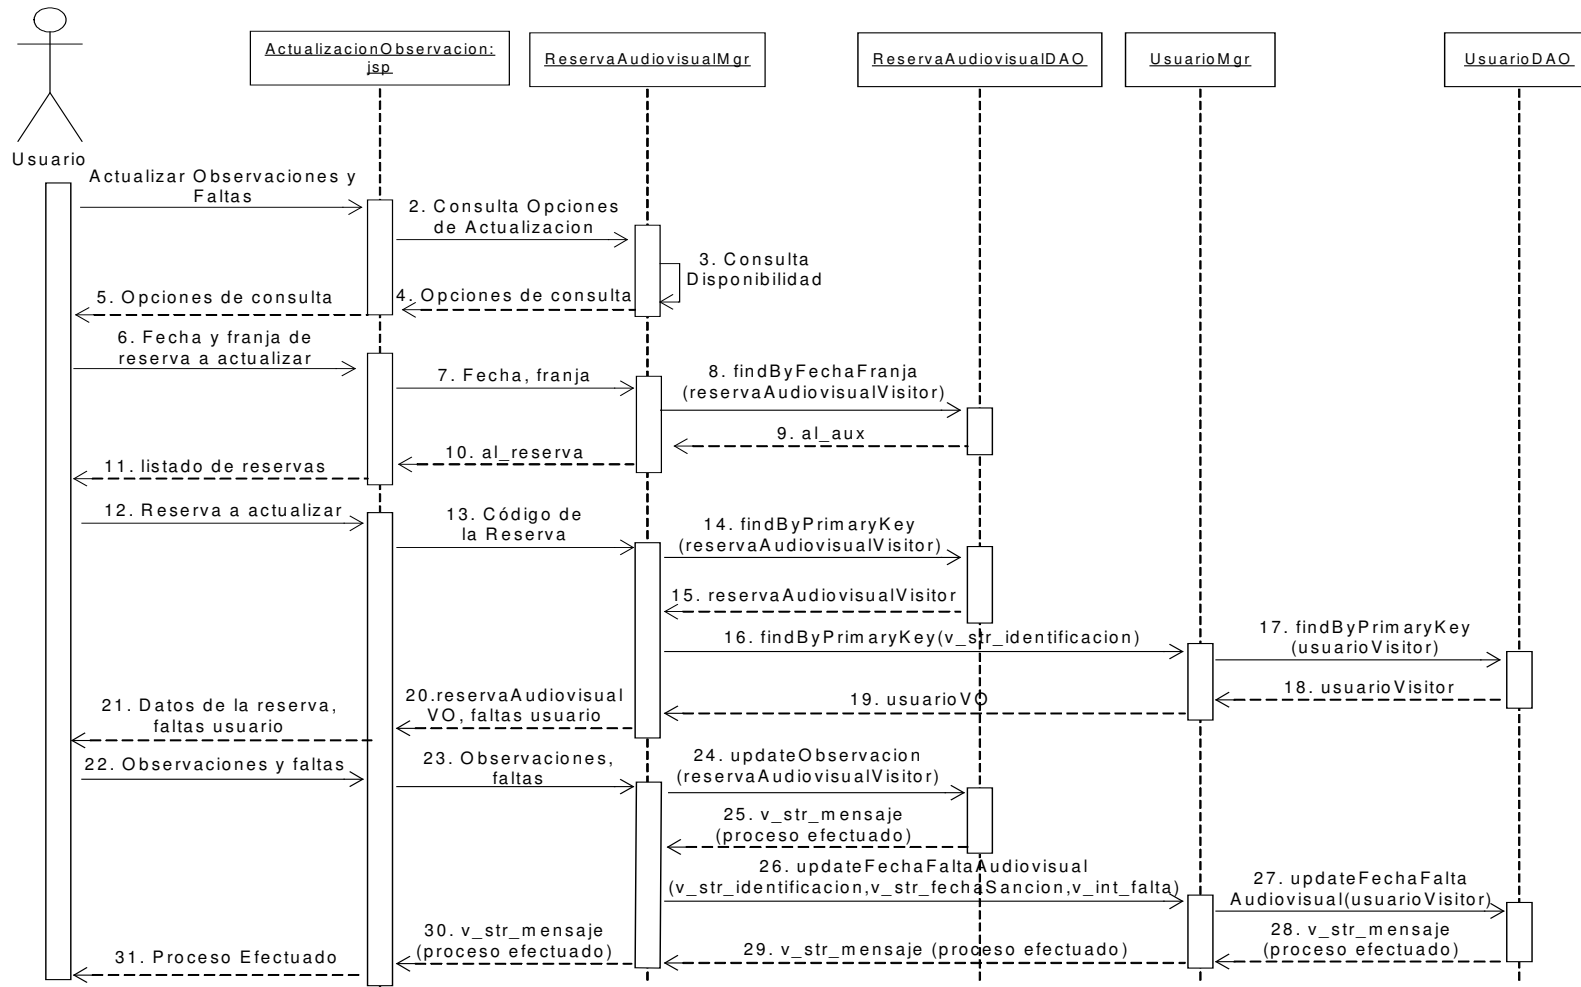 ActualizacionObservacion:
jsp
ReservaAudiovisualMgr
ReservaAudiovisualDAO
UsuarioMgr
UsuarioDAO
Usuario
Actualizar Observaciones y
Faltas
2. Consulta Opciones
de Actualizacion
3. Consulta
Disponibilidad
4. Opciones de consulta
5. Opciones de consulta
6. Fecha y franja de
reserva a actualizar
7. Fecha, franja
8. findByFechaFranja
(reservaAudiovisualVisitor)
9. al_aux
10. al_reserva
11. listado de reservas
12. Reserva a actualizar
13. Código de
la Reserva
14. findByPrimaryKey
(reservaAudiovisualVisitor)
15. reservaAudiovisualVisitor
16. findByPrimaryKey(v_str_identificacion)
17. findByPrimaryKey
(usuarioVisitor)
18. usuarioVisitor
19. usuarioVO
20.reservaAudiovisual
VO, faltas usuario
21. Datos de la reserva,
faltas usuario
22. Observaciones y faltas
23. Observaciones,
faltas
24. updateObservacion
(reservaAudiovisualVisitor)
25. v_str_mensaje
(proceso efectuado)
26. updateFechaFaltaAudiovisual
(v_str_identificacion,v_str_fechaSancion,v_int_falta)
27. updateFechaFalta
Audiovisual(usuarioVisitor)
28. v_str_mensaje
(proceso efectuado)
29. v_str_mensaje (proceso efectuado)
30. v_str_mensaje
(proceso efectuado)
31. Proceso Efectuado